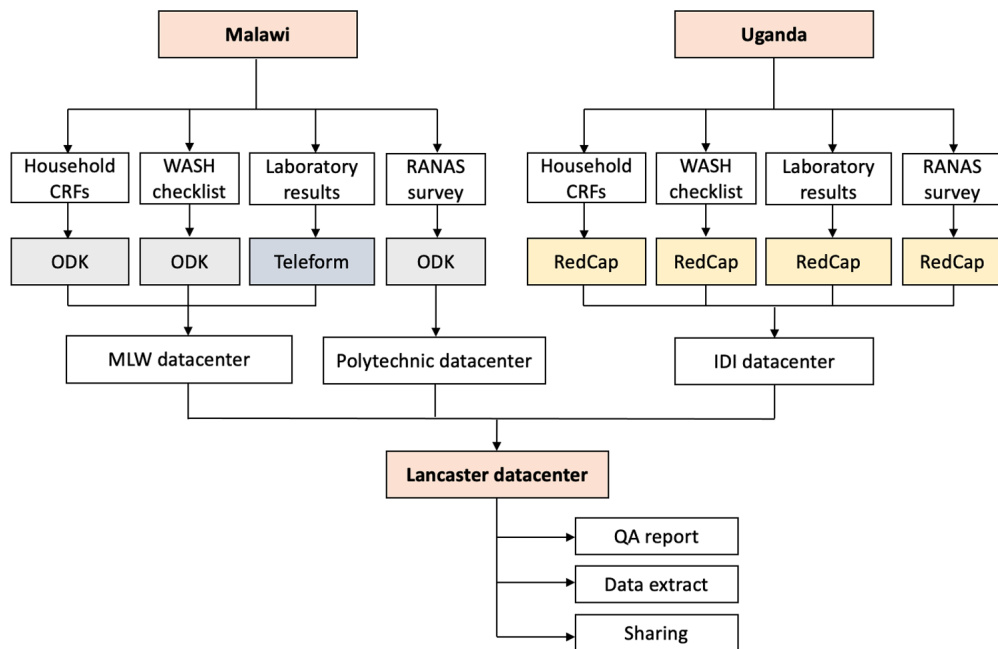 Malawi
Uganda
Household
CRFs
WASH
checklist
Laboratory
results
RANAS
survey
Household
CRFs
WASH
checklist
Laboratory
results
RANAS
survey
ODK
ODK
Teleform
ODK
RedCap
RedCap
RedCap
RedCap
MLW datacenter
Polytechnic datacenter
IDI datacenter
Lancaster datacenter
QA report
Data extract
Sharing